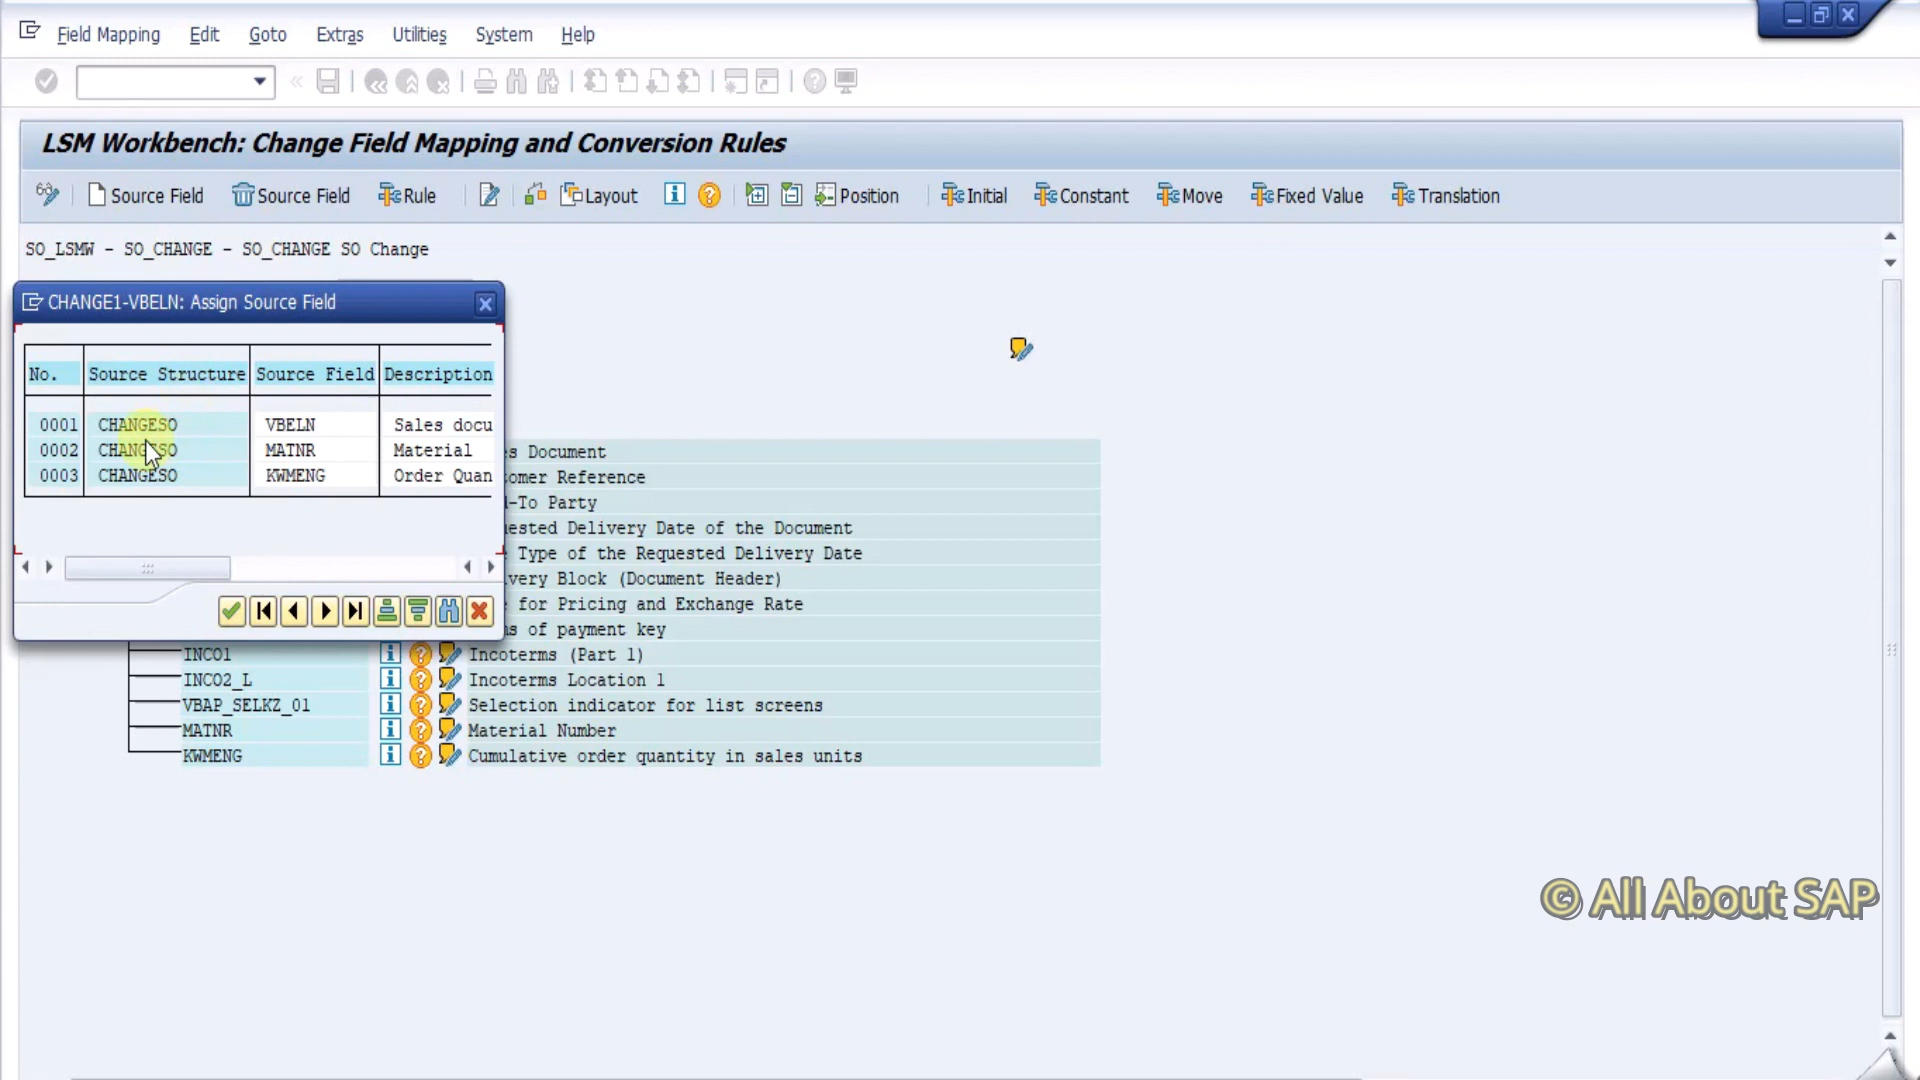 Field Mapping Edit Goto Extras Utilities System Help
LSM Workbench: Change Field Mapping and Conversion Rules
Source Field Source Field Rule Layout Position Initial Constant Move Fixed Value Translation
SO_LSMW - SO_CHANGE - SO_CHANGE SO Change
CHANGE1-VBELN: Assign Source Field
No. Source Structure Source Field Description
0001 CHANGESO VBELN Sales docu
0002 CHANGESO MATNR Material
0003 CHANGESO KWMENG Order Quan
s Document
omer Reference
-To Party
ested Delivery Date of the Document
Type of the Requested Delivery Date
very Block (Document Header)
for Pricing and Exchange Rate
s of payment key
INCO1 Incoterms (Part 1)
INCO2_L Incoterms Location 1
VBAP_SELKZ_01 Selection indicator for list screens
MATNR Material Number
KWMENG Cumulative order quantity in sales units
© All About SAP